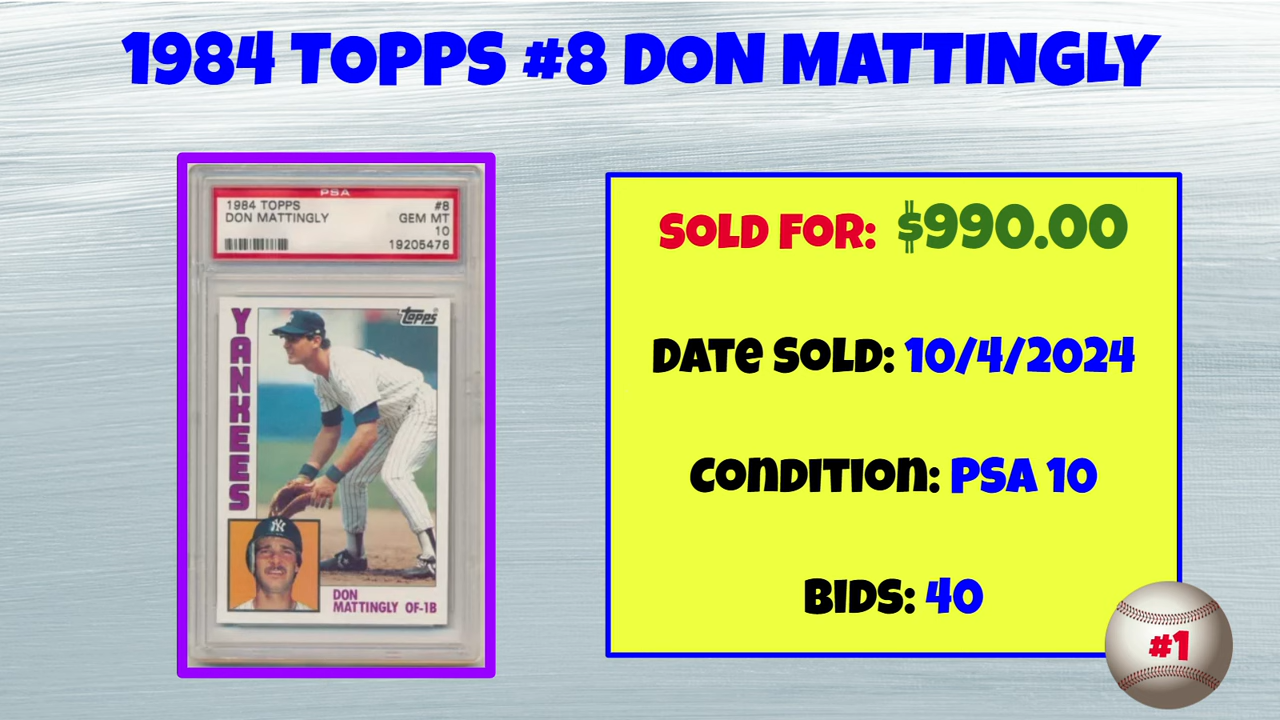 1984 TOPPS #8 DON MATTINGLY
PSA
1984 TOPPS #8
DON MATTINGLY GEM MT
10
19205476
Topps
YANKEES
NY
DON
MATTINGLY OF-1B
SOLD FOR: $990.00
DATE SOLD: 10/4/2024
CONDITION: PSA 10
BIDS: 40
#1